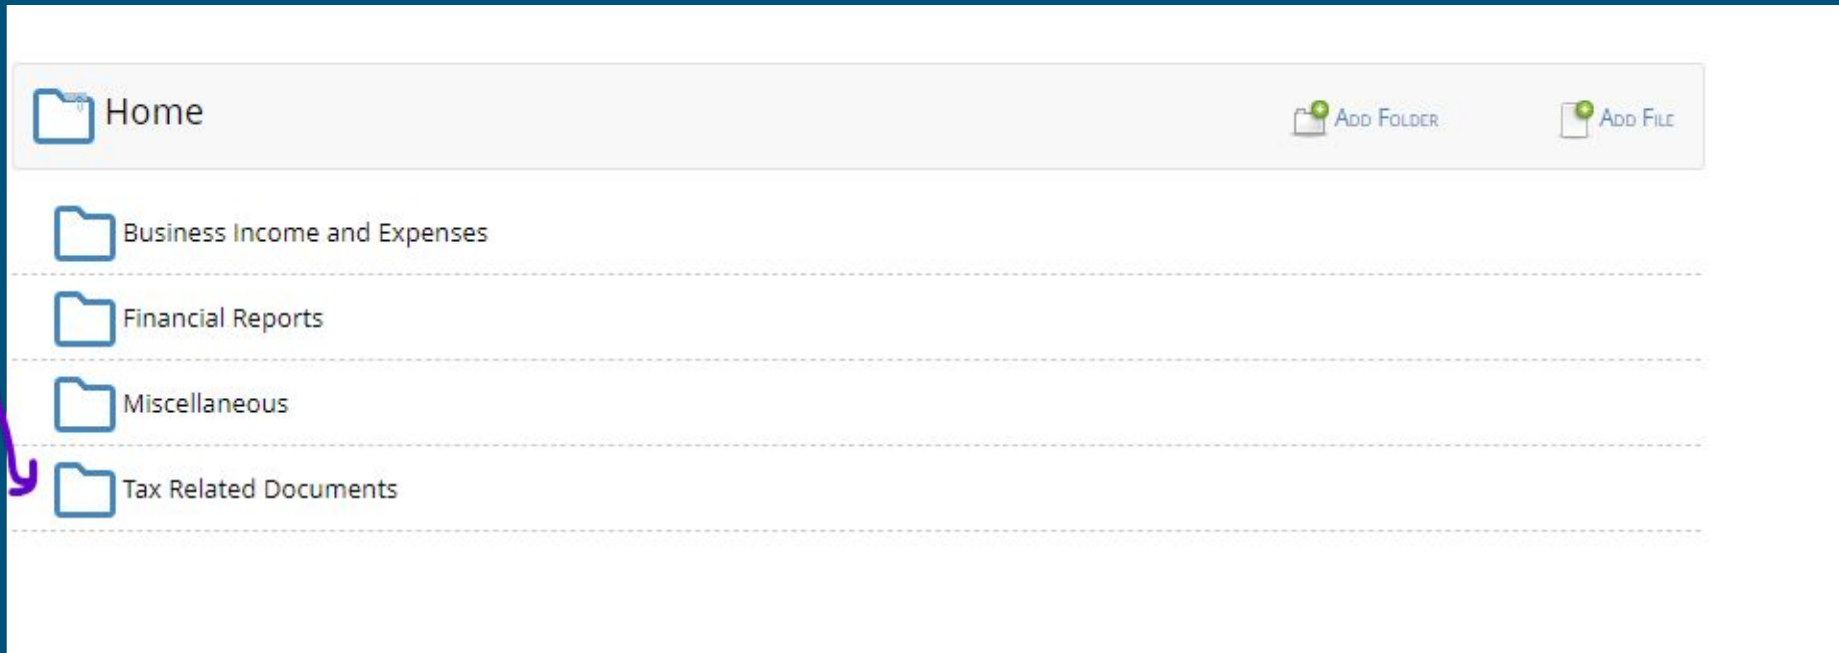 Home
Add Folder
Add File
Business Income and Expenses
Financial Reports
Miscellaneous
Tax Related Documents